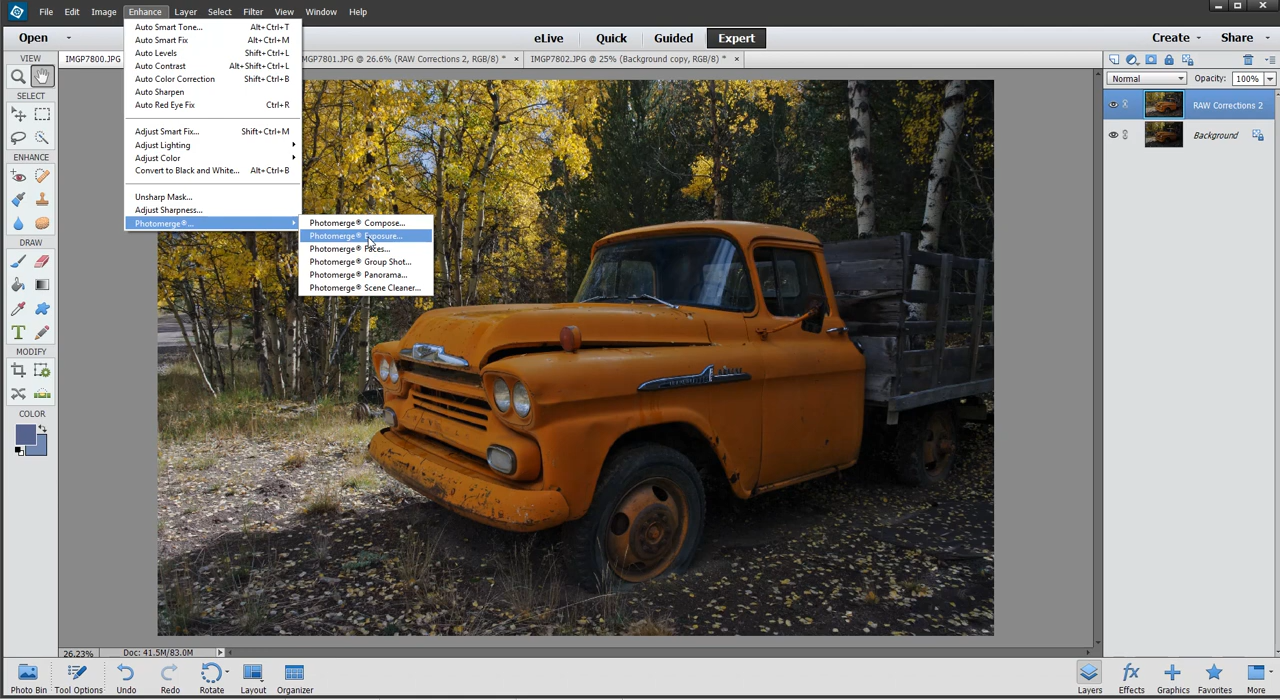 File Edit Image Enhance Layer Select Filter View Window Help
Open eLive Quick Guided Expert Create Share
IMGP7800.JPG MGP7801.JPG @ 26.6% (RAW Corrections 2, RGB/8) * × IMGP7802.JPG @ 25% (Background copy, RGB/8) * ×
Auto Smart Tone... Alt+Ctrl+T
Auto Smart Fix Alt+Ctrl+M
Auto Levels Shift+Ctrl+L
Auto Contrast Alt+Shift+Ctrl+L
Auto Color Correction Shift+Ctrl+B
Auto Sharpen
Auto Red Eye Fix Ctrl+R
Adjust Smart Fix... Shift+Ctrl+M
Adjust Lighting
Adjust Color
Convert to Black and White... Alt+Ctrl+B
Unsharp Mask...
Adjust Sharpness...
Photomerge®...
Photomerge® Compose...
Photomerge® Exposure...
Photomerge® Faces...
Photomerge® Group Shot...
Photomerge® Panorama...
Photomerge® Scene Cleaner...
VIEW
SELECT
ENHANCE
DRAW
T
MODIFY
COLOR
Normal Opacity: 100%
RAW Corrections 2
Background
26.23% Doc: 41.5M/83.0M
Photo Bin Tool Options Undo Redo Rotate Layout Organizer
Layers Effects Graphics Favorites More